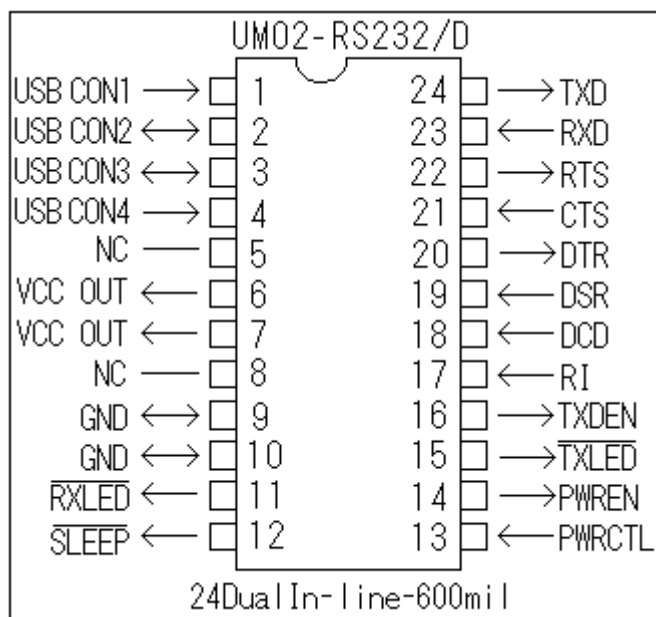 UM02-RS232/D
USB CON1 1 24 TXD
USB CON2 2 23 RXD
USB CON3 3 22 RTS
USB CON4 4 21 CTS
NC 5 20 DTR
VCC OUT 6 19 DSR
VCC OUT 7 18 DCD
NC 8 17 RI
GND 9 16 TXDEN
GND 10 15 TXLED
RXLED 11 14 PWREN
SLEEP 12 13 PWRCTL
24DualIn-line-600mil